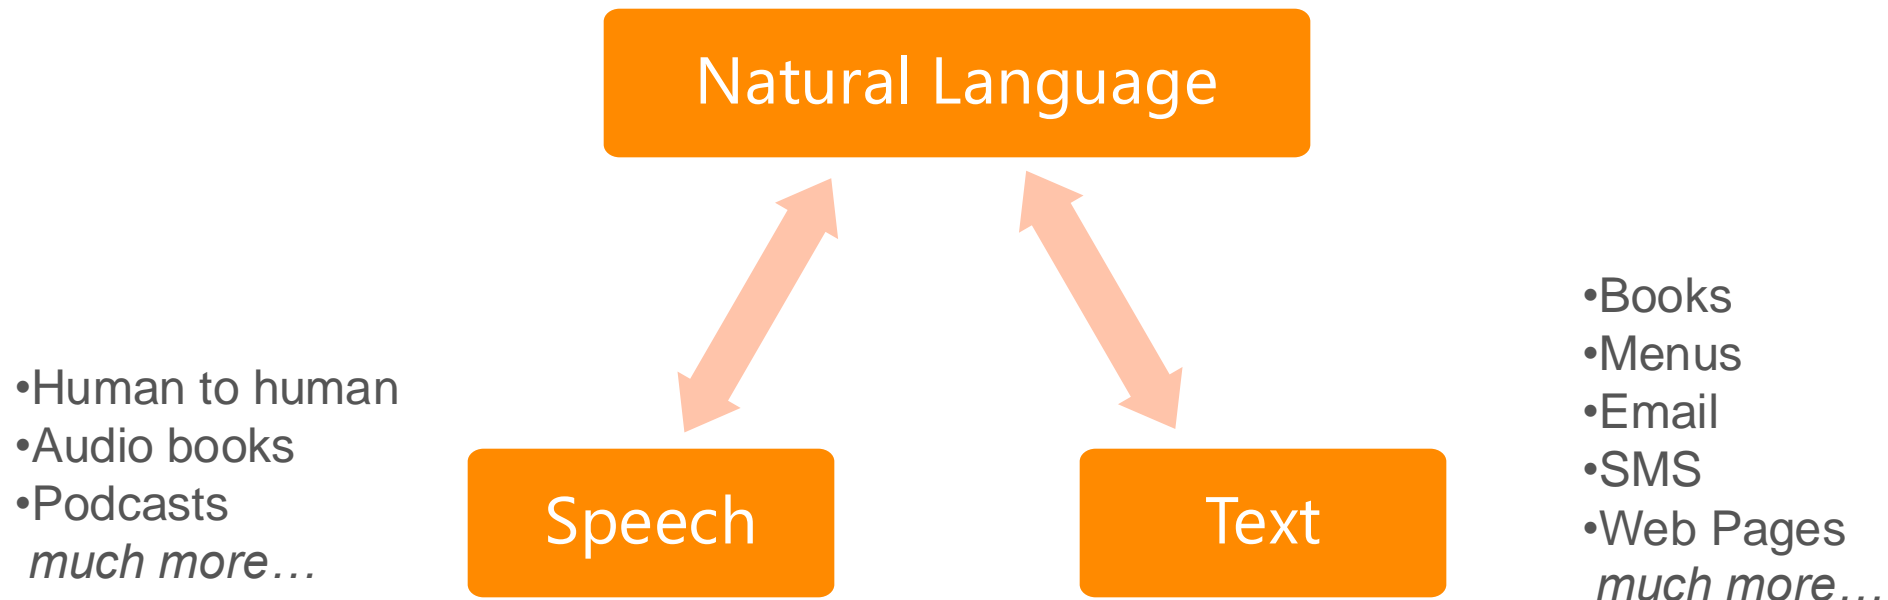 Natural Language
•Human to human
•Audio books
•Podcasts
much more…
Speech
Text
•Books
•Menus
•Email
•SMS
•Web Pages
much more…